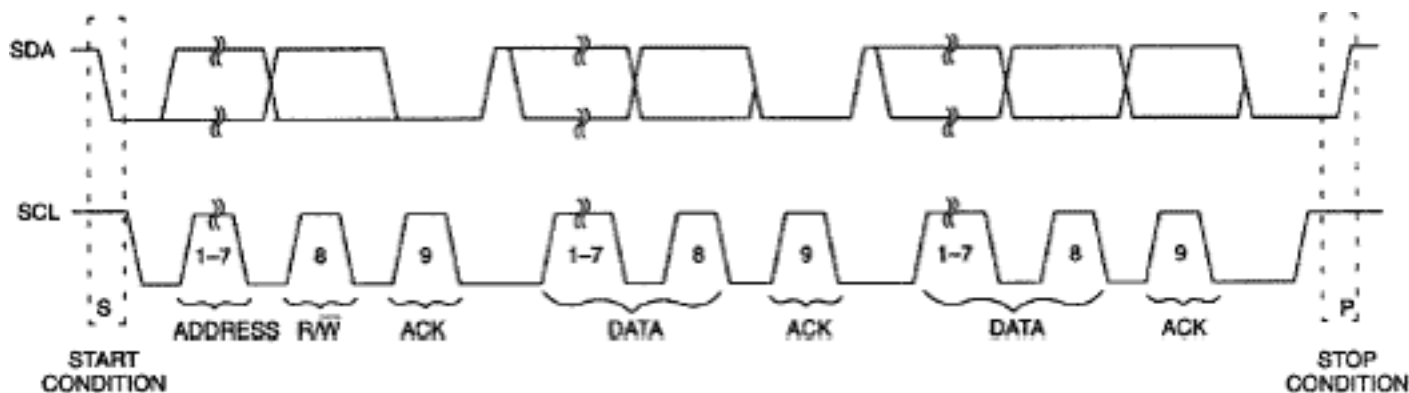 SDA
SCL
1–7 8 9 1–7 8 9 1–7 8 9
S P
ADDRESS R/W̅ ACK DATA ACK DATA ACK
START CONDITION
STOP CONDITION